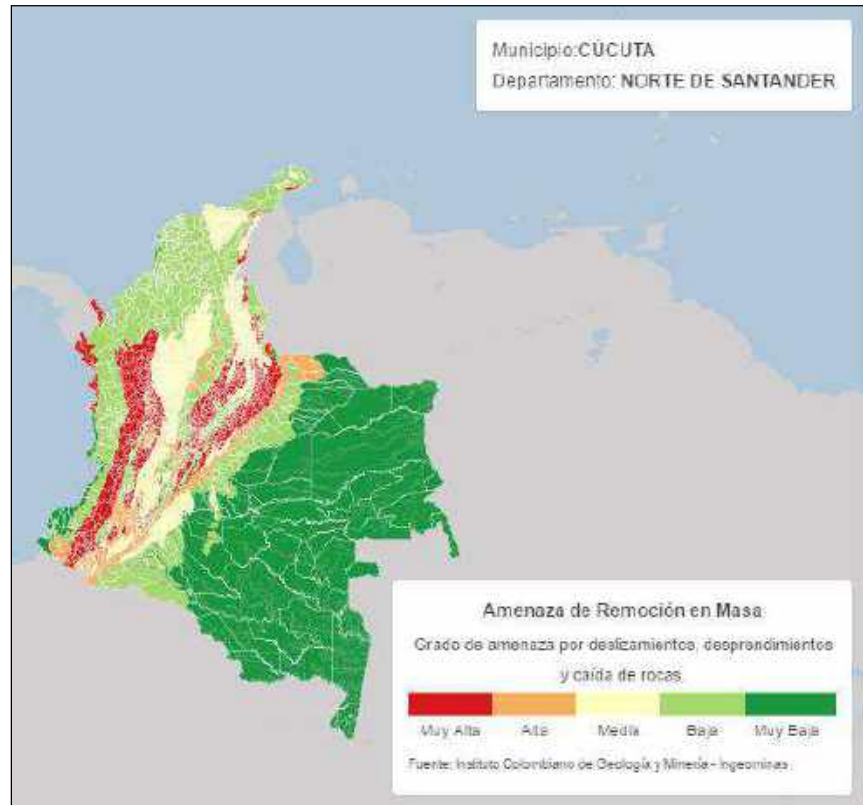 Municipio:CÚCUTA
Departamento: NORTE DE SANTANDER
Amenaza de Remoción en Masa
Grado de amenaza por deslizamientos, desprendimientos
y caída de rocas
Muy Alta Alta Media Baja Muy Baja
Fuente: Instituto Colombiano de Geología y Minería - Ingeominas